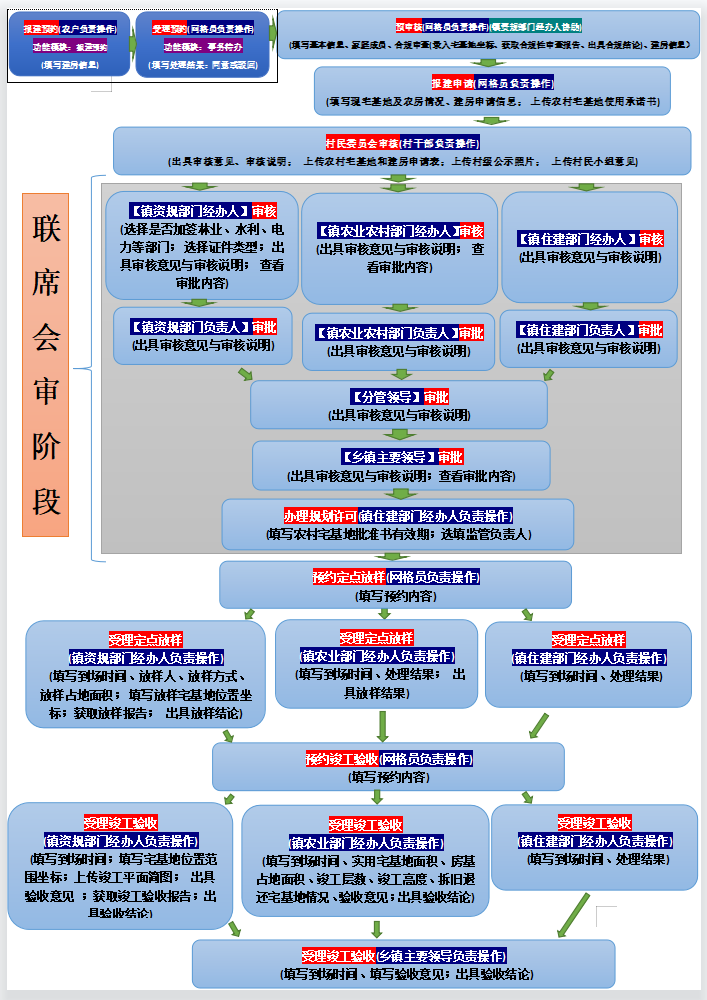 报建预约(农户负责操作)
功能模块：报建预约
(填写建房信息)
受理预约(网格员负责操作)
功能模块：事务待办
(填写处理结果：同意或驳回)
预审核(网格员负责操作)(镇资规部门经办人协助)
(填写基本信息、家庭成员、合规审查(录入宅基地坐标、获取合规性审查报告、出具合规结论)、建房信息)
报建申请(网格员负责操作)
(填写现宅基地及农房情况、建房申请信息； 上传农村宅基地使用承诺书)
村民委员会审核(村干部负责操作)
(出具审核意见、审核说明； 上传农村宅基地和建房申请表；上传村级公示照片； 上传村民小组意见)
联席会审阶段
【镇资规部门经办人】审核
(选择是否加签林业、水利、电
力等部门； 选择证件类型；出
具审核意见与审核说明； 查看
审批内容)
【镇农业农村部门经办人】审核
(出具审核意见与审核说明； 查
看审批内容)
【镇住建部门经办人】审核
(出具审核意见与审核说明)
【镇资规部门负责人】审批
(出具审核意见与审核说明)
【镇农业农村部门负责人】审批
(出具审核意见与审核说明)
【镇住建部门负责人】审批
(出具审核意见与审核说明)
【分管领导】审批
(出具审核意见与审核说明)
【乡镇主要领导】审批
(出具审核意见与审核说明；查看审批内容)
办理规划许可(镇住建部门经办人负责操作)
(填写农村宅基地批准书有效期；选填监管负责人)
预约定点放样(网格员负责操作)
(填写预约内容)
受理定点放样
(镇资规部门经办人负责操作)
(填写到场时间、放样人、放样方式、
放样占地面积； 填写放样宅基地位置坐
标；获取放样报告； 出具放样结论)
受理定点放样
(镇农业部门经办人负责操作)
(填写到场时间、处理结果； 出
具放样结果)
受理定点放样
(镇住建部门经办人负责操作)
(填写到场时间、处理结果)
预约竣工验收(网格员负责操作)
(填写预约内容)
受理竣工验收
(镇资规部门经办人负责操作)
(填写到场时间；填写宅基地位置范
围坐标；上传竣工平面简图； 出具
验收意见 ；获取竣工验收报告；出
具验收结论)
受理竣工验收
(镇农业部门经办人负责操作)
(填写到场时间、实用宅基地面积、房基
占地面积、竣工层数、竣工高度、拆旧退
还宅基地情况、验收意见；出具验收结论)
受理竣工验收
(镇住建部门经办人负责操作)
(填写到场时间、处理结果)
受理竣工验收(乡镇主要领导负责操作)
(填写到场时间、填写验收意见；出具验收结论)